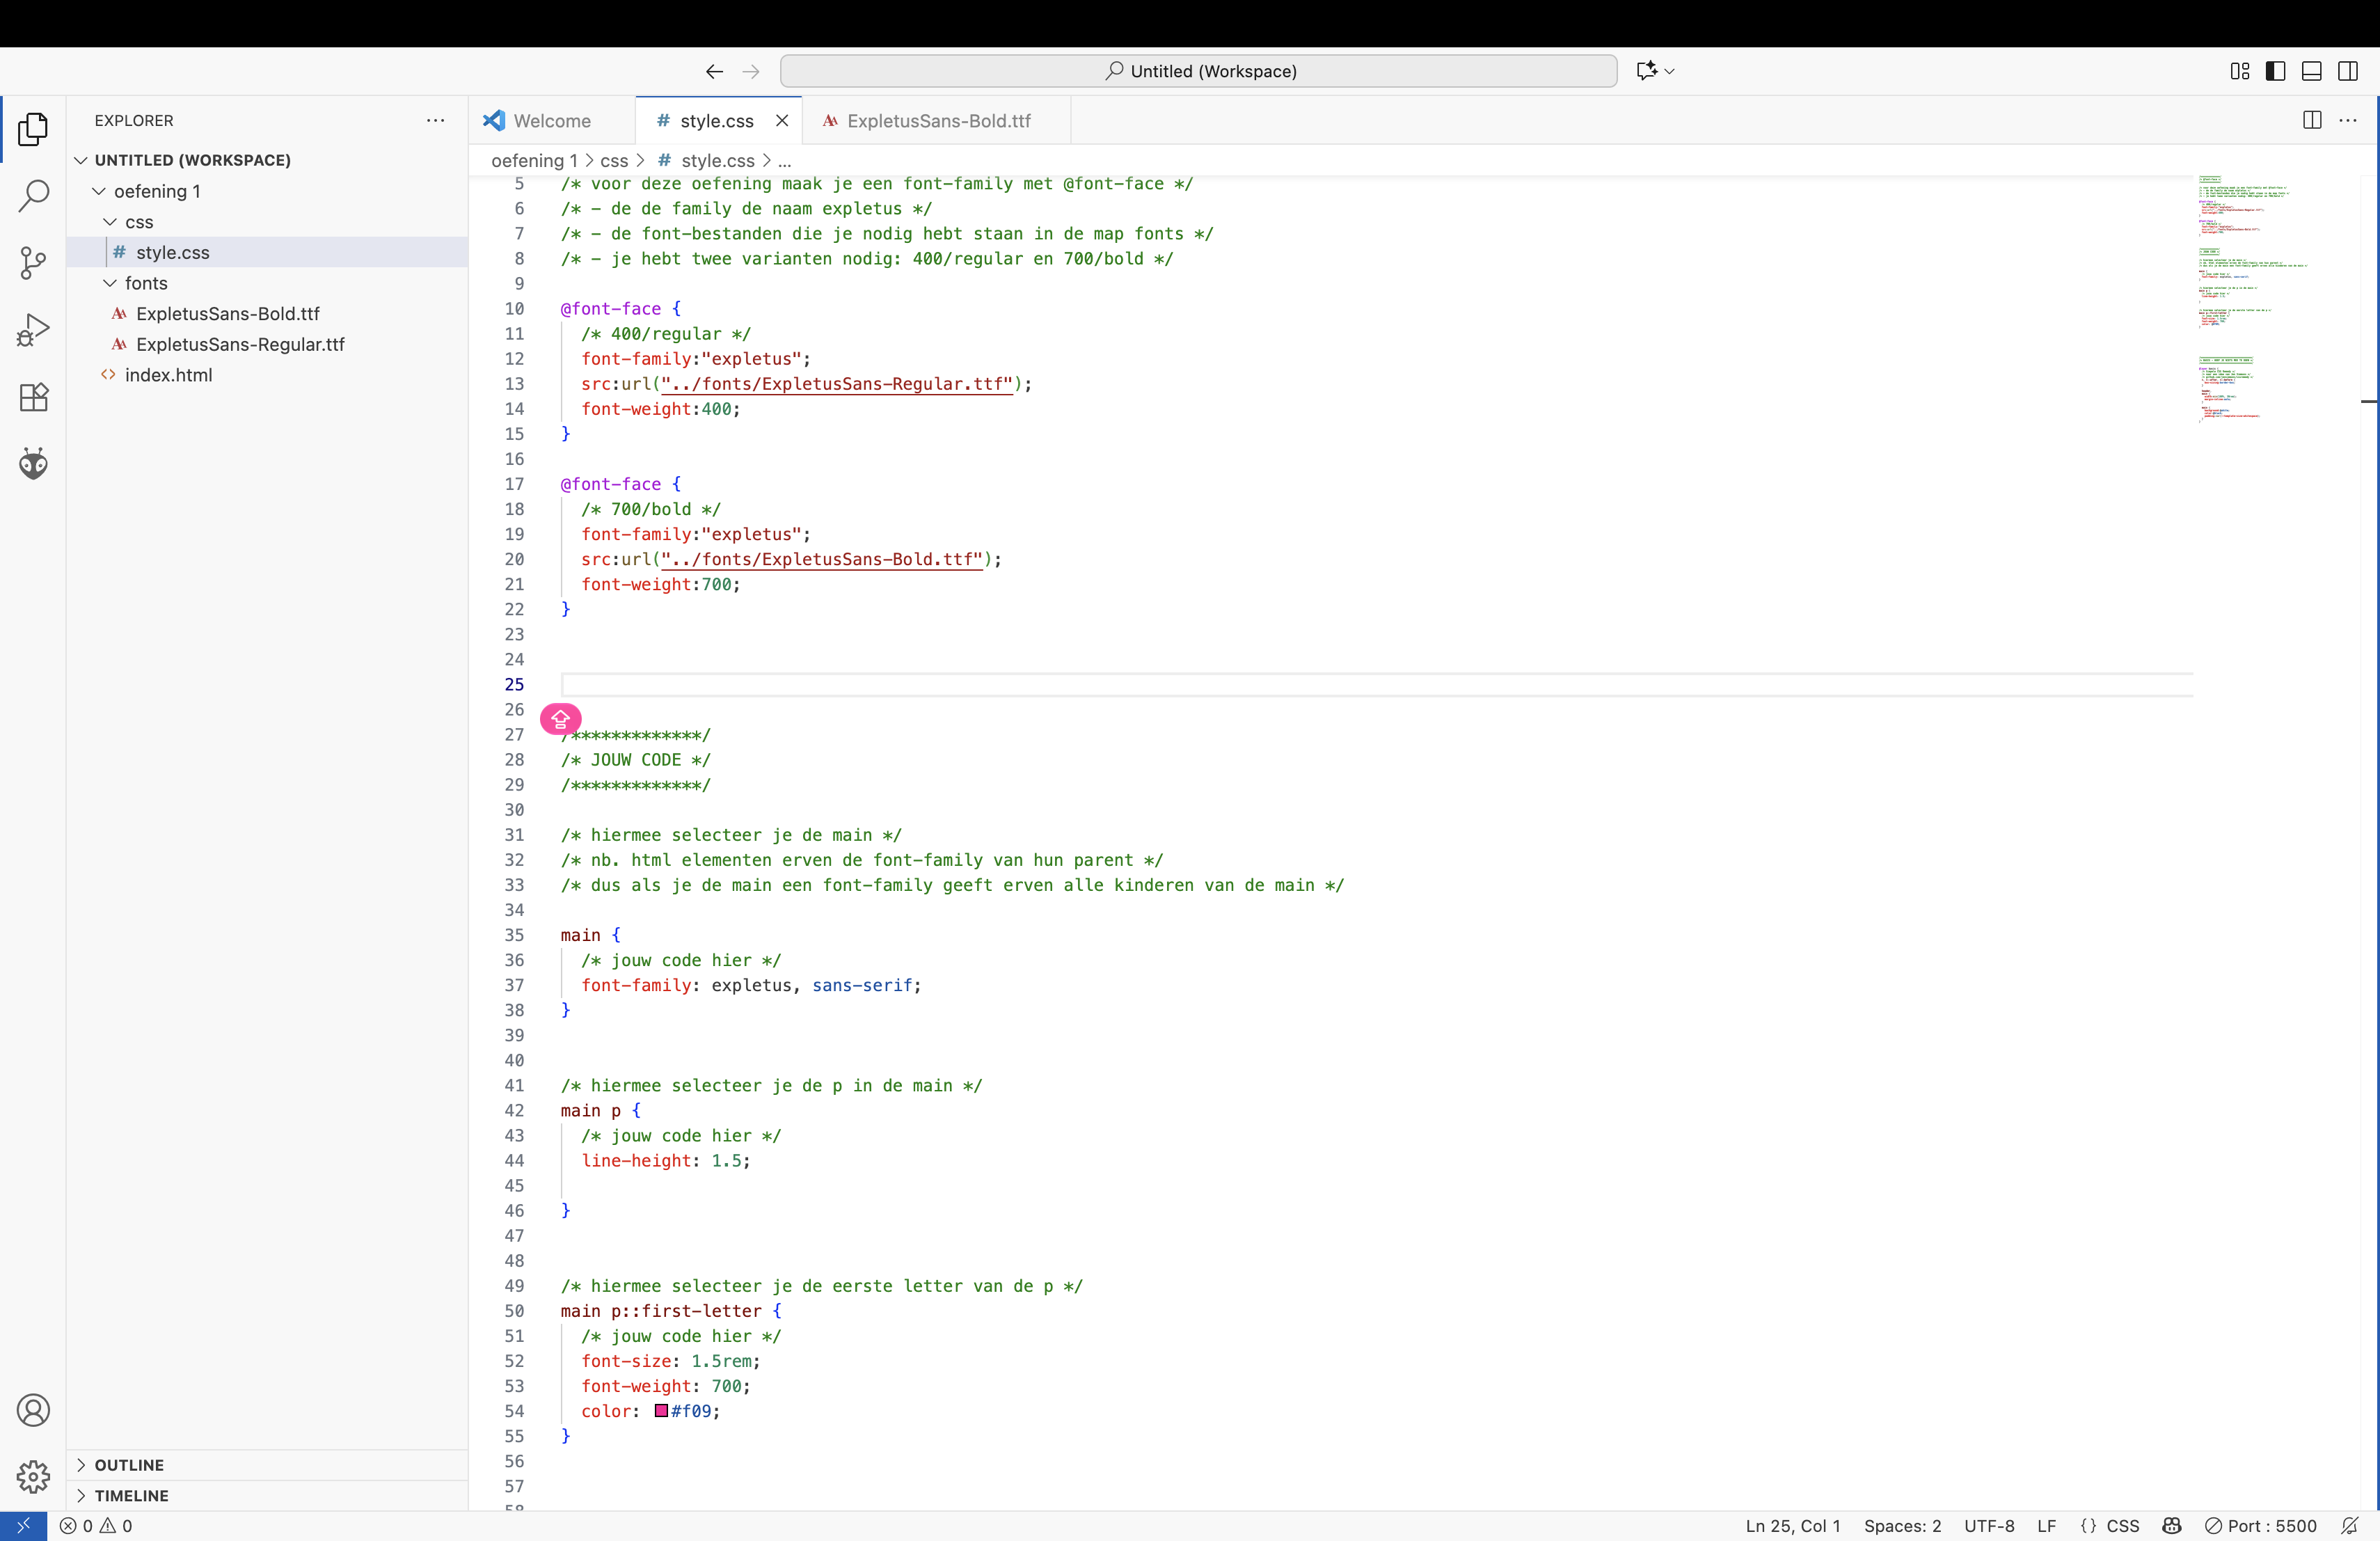 Untitled (Workspace)
EXPLORER
UNTITLED (WORKSPACE)
oefening 1
css
# style.css
fonts
ExpletusSans-Bold.ttf
ExpletusSans-Regular.ttf
<> index.html
OUTLINE
TIMELINE
Welcome
# style.css
ExpletusSans-Bold.ttf
oefening 1 > css > # style.css > ...
5 /* voor deze oefening maak je een font-family met @font-face */
6 /* - de de family de naam expletus */
7 /* - de font-bestanden die je nodig hebt staan in de map fonts */
8 /* - je hebt twee varianten nodig: 400/regular en 700/bold */
9
10 @font-face {
11 /* 400/regular */
12 font-family:"expletus";
13 src:url("../fonts/ExpletusSans-Regular.ttf");
14 font-weight:400;
15 }
16
17 @font-face {
18 /* 700/bold */
19 font-family:"expletus";
20 src:url("../fonts/ExpletusSans-Bold.ttf");
21 font-weight:700;
22 }
23
24
25
26
27 /*************/
28 /* JOUW CODE */
29 /*************/
30
31 /* hiermee selecteer je de main */
32 /* nb. html elementen erven de font-family van hun parent */
33 /* dus als je de main een font-family geeft erven alle kinderen van de main */
34
35 main {
36 /* jouw code hier */
37 font-family: expletus, sans-serif;
38 }
39
40
41 /* hiermee selecteer je de p in de main */
42 main p {
43 /* jouw code hier */
44 line-height: 1.5;
45
46 }
47
48
49 /* hiermee selecteer je de eerste letter van de p */
50 main p::first-letter {
51 /* jouw code hier */
52 font-size: 1.5rem;
53 font-weight: 700;
54 color: #f09;
55 }
56
57
58
0 0
Ln 25, Col 1 Spaces: 2 UTF-8 LF {} CSS Port : 5500